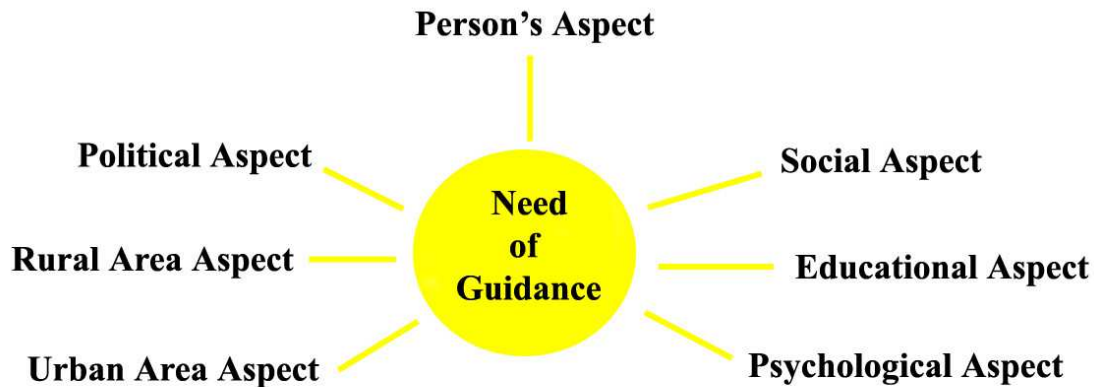 Person’s Aspect
Political Aspect
Social Aspect
Need
of
Guidance
Rural Area Aspect
Educational Aspect
Urban Area Aspect
Psychological Aspect